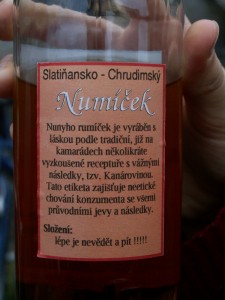 Slatiňansko - Chrudimský
Numíček
Nunyho rumíček je vyráběn s
láskou podle tradiční, již na
kamarádech několikráte
vyzkoušené receptuře s vážnými
následky, tzv. Kanárovinou.
Tato etiketa zajišťuje neetické
chování konzumenta se všemi
průvodními jevy a následky.
Složení:
lépe je nevědět a pít !!!!!